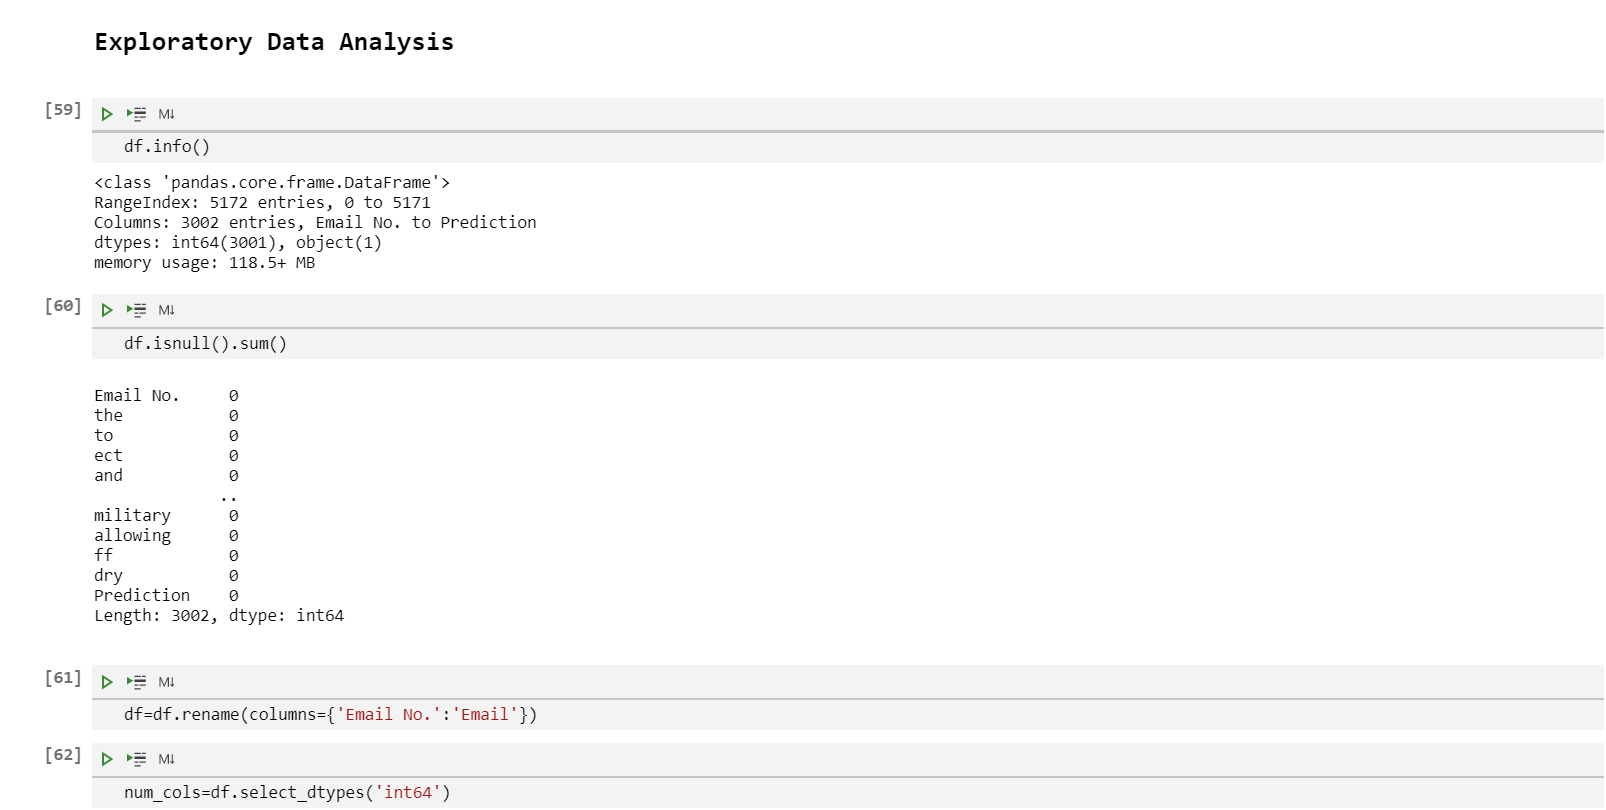 Exploratory Data Analysis
[59]
M↓
df.info()
<class 'pandas.core.frame.DataFrame'>
RangeIndex: 5172 entries, 0 to 5171
Columns: 3002 entries, Email No. to Prediction
dtypes: int64(3001), object(1)
memory usage: 118.5+ MB
[60]
M↓
df.isnull().sum()
Email No.     0
the           0
to            0
ect           0
and           0
             ..
military      0
allowing      0
ff            0
dry           0
Prediction    0
Length: 3002, dtype: int64
[61]
M↓
df=df.rename(columns={'Email No.':'Email'})
[62]
M↓
num_cols=df.select_dtypes('int64')